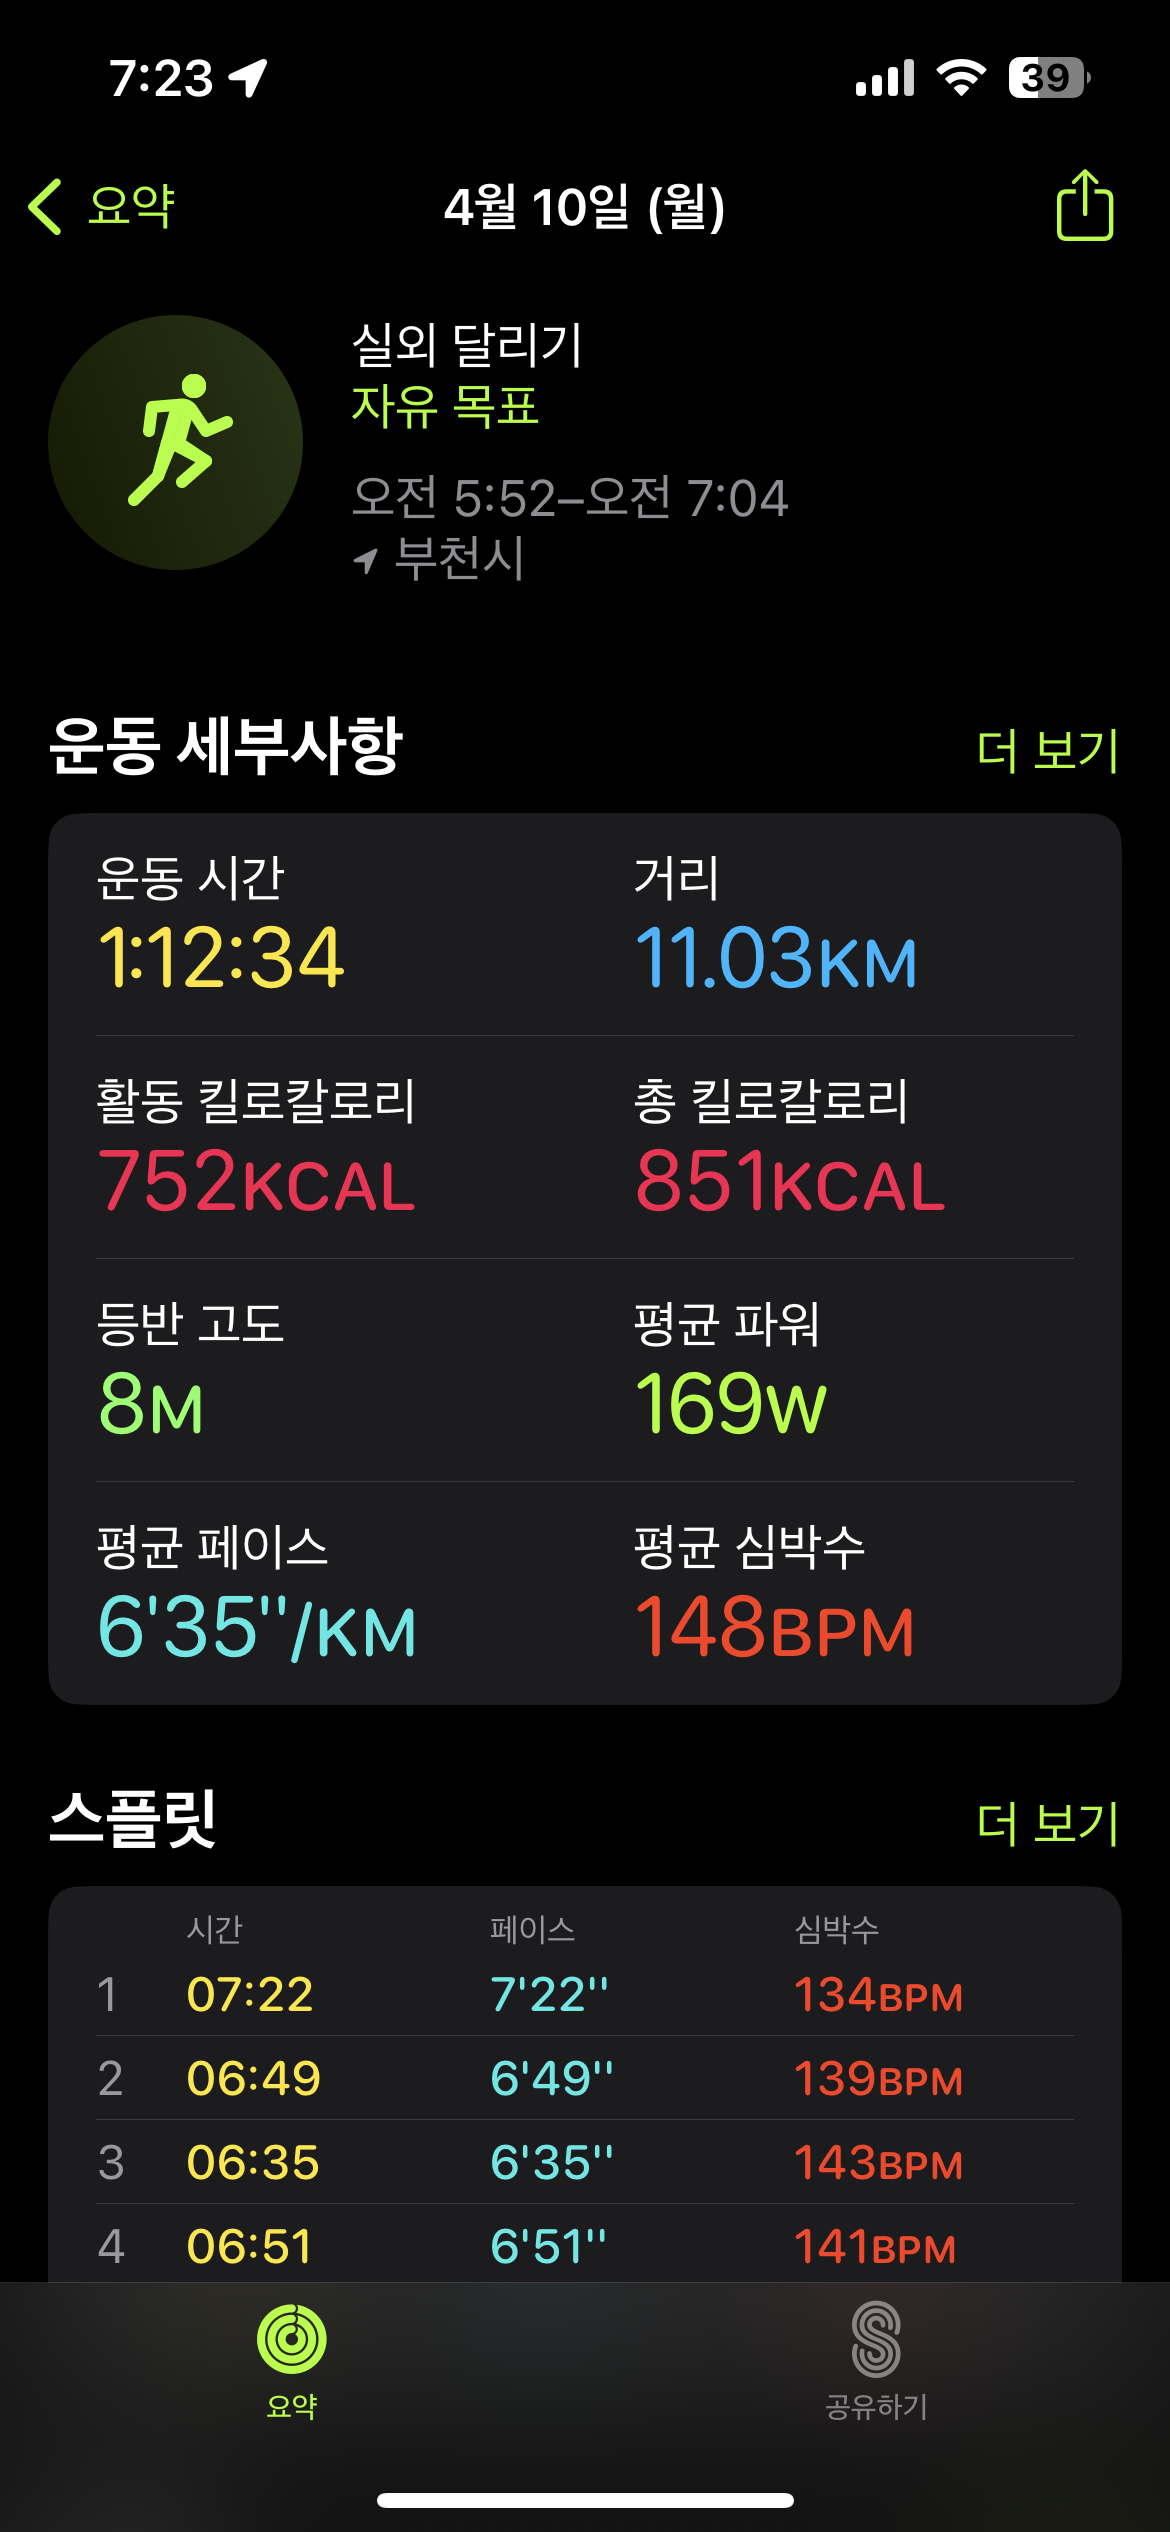 7:23
39
요약
4월 10일 (월)
실외 달리기
자유 목표
오전 5:52–오전 7:04
부천시
운동 세부사항
더 보기
운동 시간 거리
1:12:34 11.03KM
활동 킬로칼로리 총 킬로칼로리
752KCAL 851KCAL
등반 고도 평균 파워
8M 169W
평균 페이스 평균 심박수
6'35''/KM 148BPM
스플릿
더 보기
시간 페이스 심박수
1 07:22 7'22'' 134BPM
2 06:49 6'49'' 139BPM
3 06:35 6'35'' 143BPM
4 06:51 6'51'' 141BPM
요약 공유하기